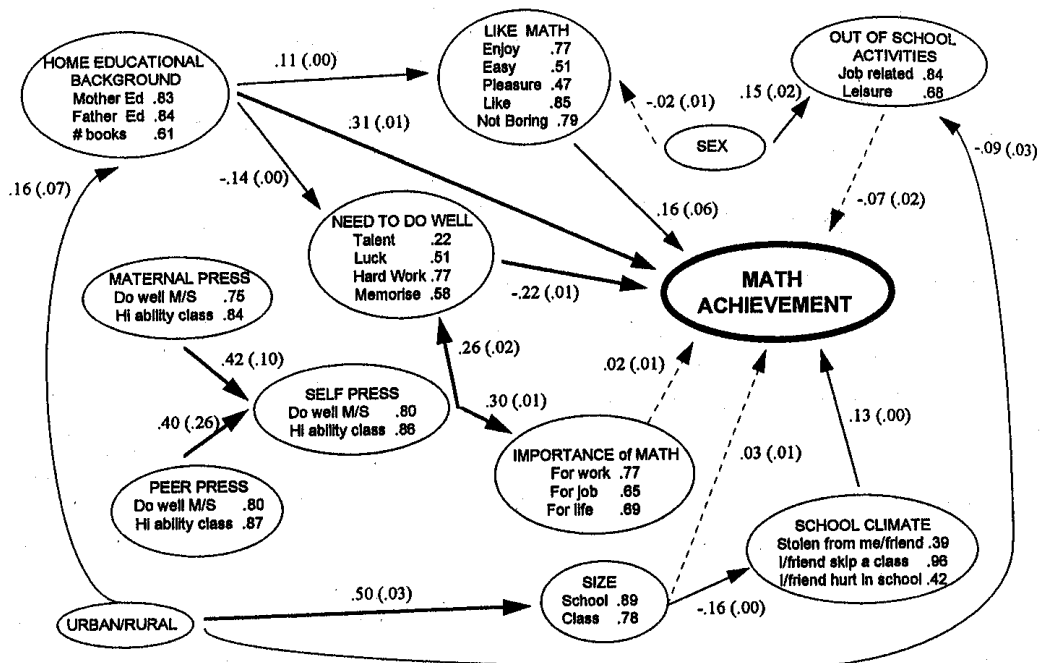 HOME EDUCATIONAL
BACKGROUND
Mother Ed .83
Father Ed .84
# books .61
.11 (.00)
LIKE MATH
Enjoy .77
Easy .51
Pleasure .47
Like .85
Not Boring .79
OUT OF SCHOOL
ACTIVITIES
Job related .84
Leisure .68
-.02 (.01)
.15 (.02)
SEX
.31 (.01)
-.09 (.03)
.16 (.07)
-.14 (.00)
.16 (.06)
-.07 (.02)
NEED TO DO WELL
Talent .22
Luck .51
Hard Work .77
Memorise .58
-.22 (.01)
MATH
ACHIEVEMENT
MATERNAL PRESS
Do well M/S .75
Hi ability class .84
.42 (.10)
.26 (.02)
.02 (.01)
SELF PRESS
Do well M/S .80
Hi ability class .86
.40 (.26)
.30 (.01)
.13 (.00)
.03 (.01)
PEER PRESS
Do well M/S .80
Hi ability class .87
IMPORTANCE of MATH
For work .77
For job .65
For life .69
SCHOOL CLIMATE
Stolen from me/friend .39
I/friend skip a class .96
I/friend hurt in school .42
URBAN/RURAL
.50 (.03)
SIZE
School .89
Class .78
-.16 (.00)